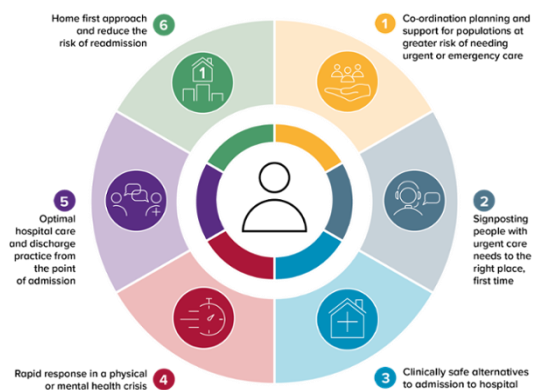 1
Co-ordination planning and
support for populations at
greater risk of needing
urgent or emergency care
2
Signposting
people with
urgent care
needs to the
right place,
first time
3
Clinically safe alternatives
to admission to hospital
4
Rapid response in a physical
or mental health crisis
5
Optimal
hospital care
and discharge
practice from
the point
of admission
6
Home first approach
and reduce the
risk of readmission
1